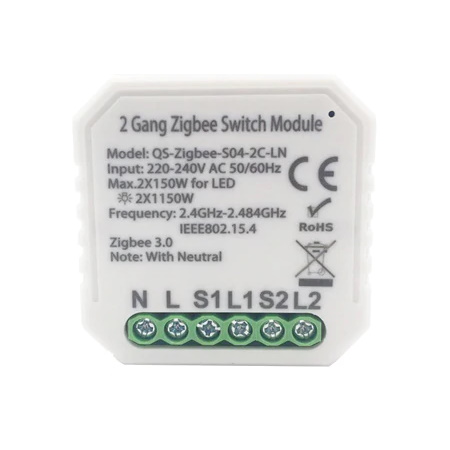 2 Gang Zigbee Switch Module
Model: QS-Zigbee-S04-2C-LN
Input: 220-240V AC 50/60Hz
Max.2X150W for LED
2X1150W
Frequency: 2.4GHz-2.484GHz
IEEE802.15.4
Zigbee 3.0
Note: With Neutral
CE
RoHS
N L S1 L1 S2 L2